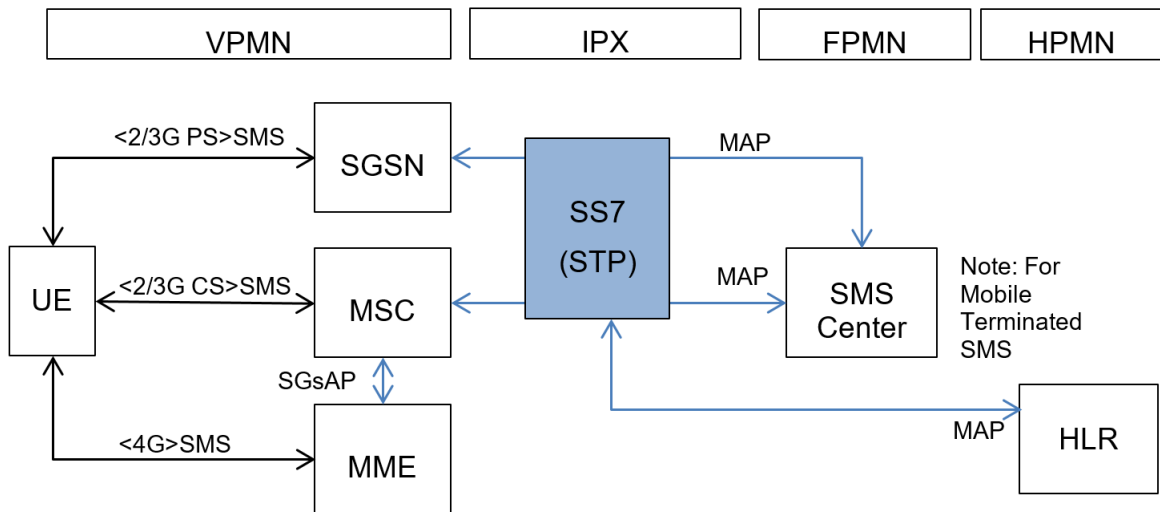 VPMN
IPX
FPMN
HPMN
<2/3G PS>SMS
SGSN
MAP
SS7
(STP)
UE
<2/3G CS>SMS
MSC
MAP
SMS
Center
Note: For
Mobile
Terminated
SMS
SGsAP
<4G>SMS
MME
MAP
HLR